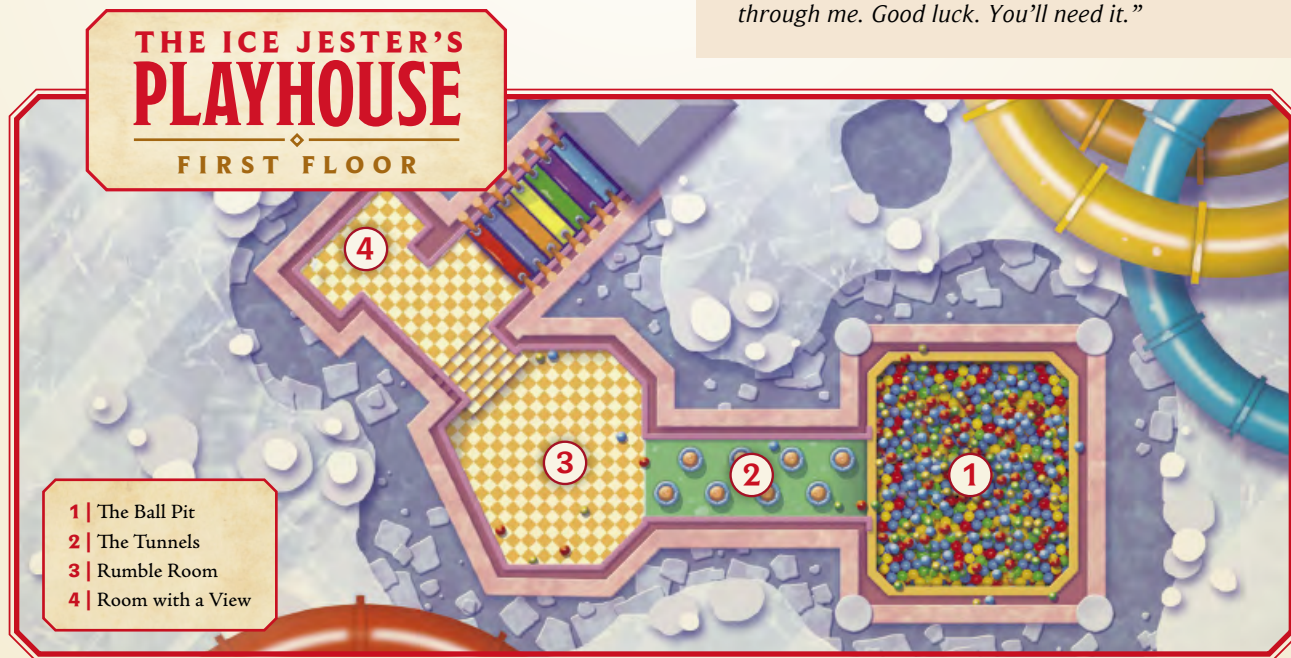 through me. Good luck. You’ll need it.”
THE ICE JESTER’S
PLAYHOUSE
FIRST FLOOR
4
3
2
1
1 | The Ball Pit
2 | The Tunnels
3 | Rumble Room
4 | Room with a View